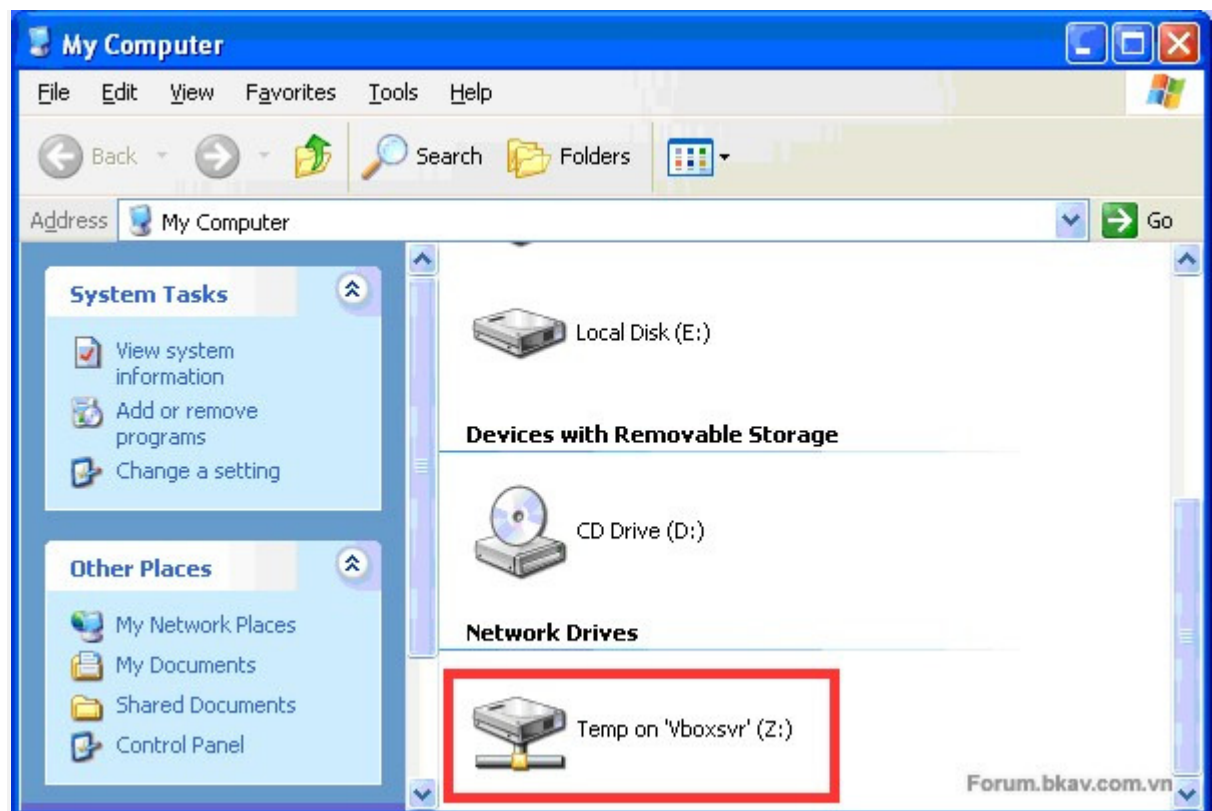 My Computer
File Edit View Favorites Tools Help
Back Search Folders
Address My Computer Go
System Tasks
View system
information
Add or remove
programs
Change a setting
Other Places
My Network Places
My Documents
Shared Documents
Control Panel
Local Disk (E:)
Devices with Removable Storage
CD Drive (D:)
Network Drives
Temp on 'Vboxsvr' (Z:)
Forum.bkav.com.vn